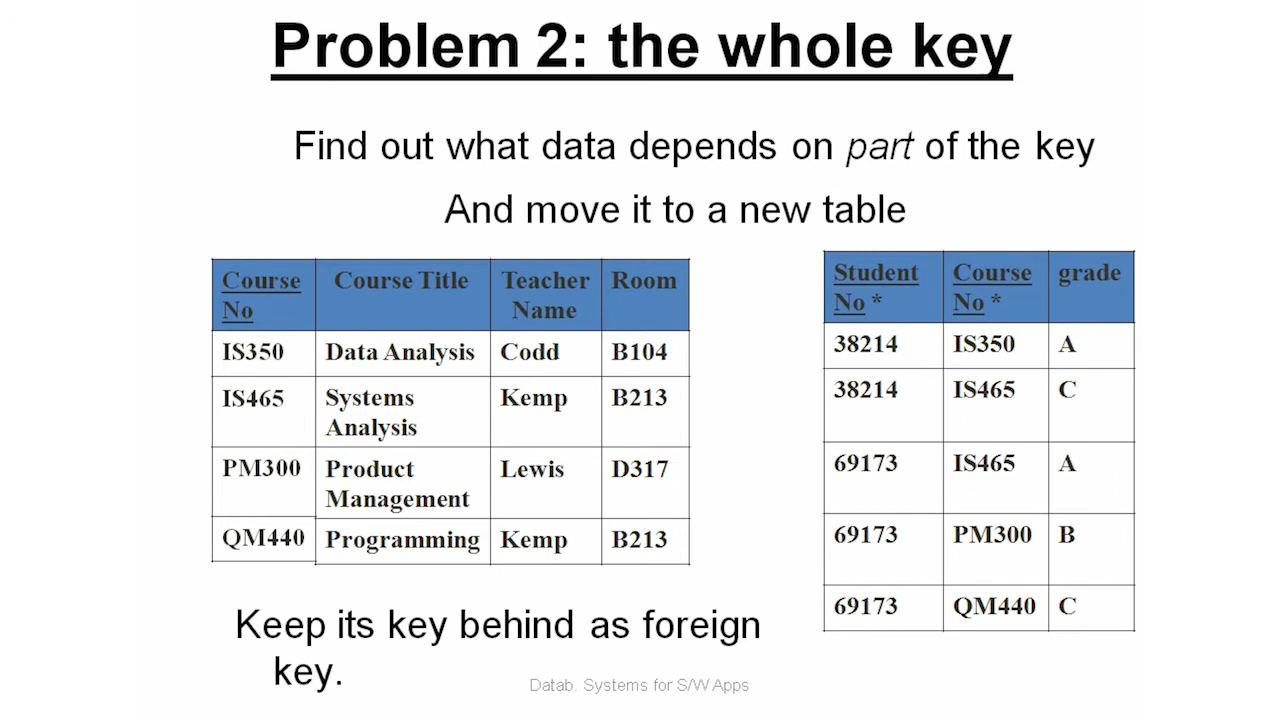 Problem 2: the whole key
Find out what data depends on part of the key
And move it to a new table
Course No Course Title Teacher Name Room
IS350 Data Analysis Codd B104
IS465 Systems Analysis Kemp B213
PM300 Product Management Lewis D317
QM440 Programming Kemp B213
Student No * Course No * grade
38214 IS350 A
38214 IS465 C
69173 IS465 A
69173 PM300 B
69173 QM440 C
Keep its key behind as foreign
key.
Datab. Systems for S/W Apps